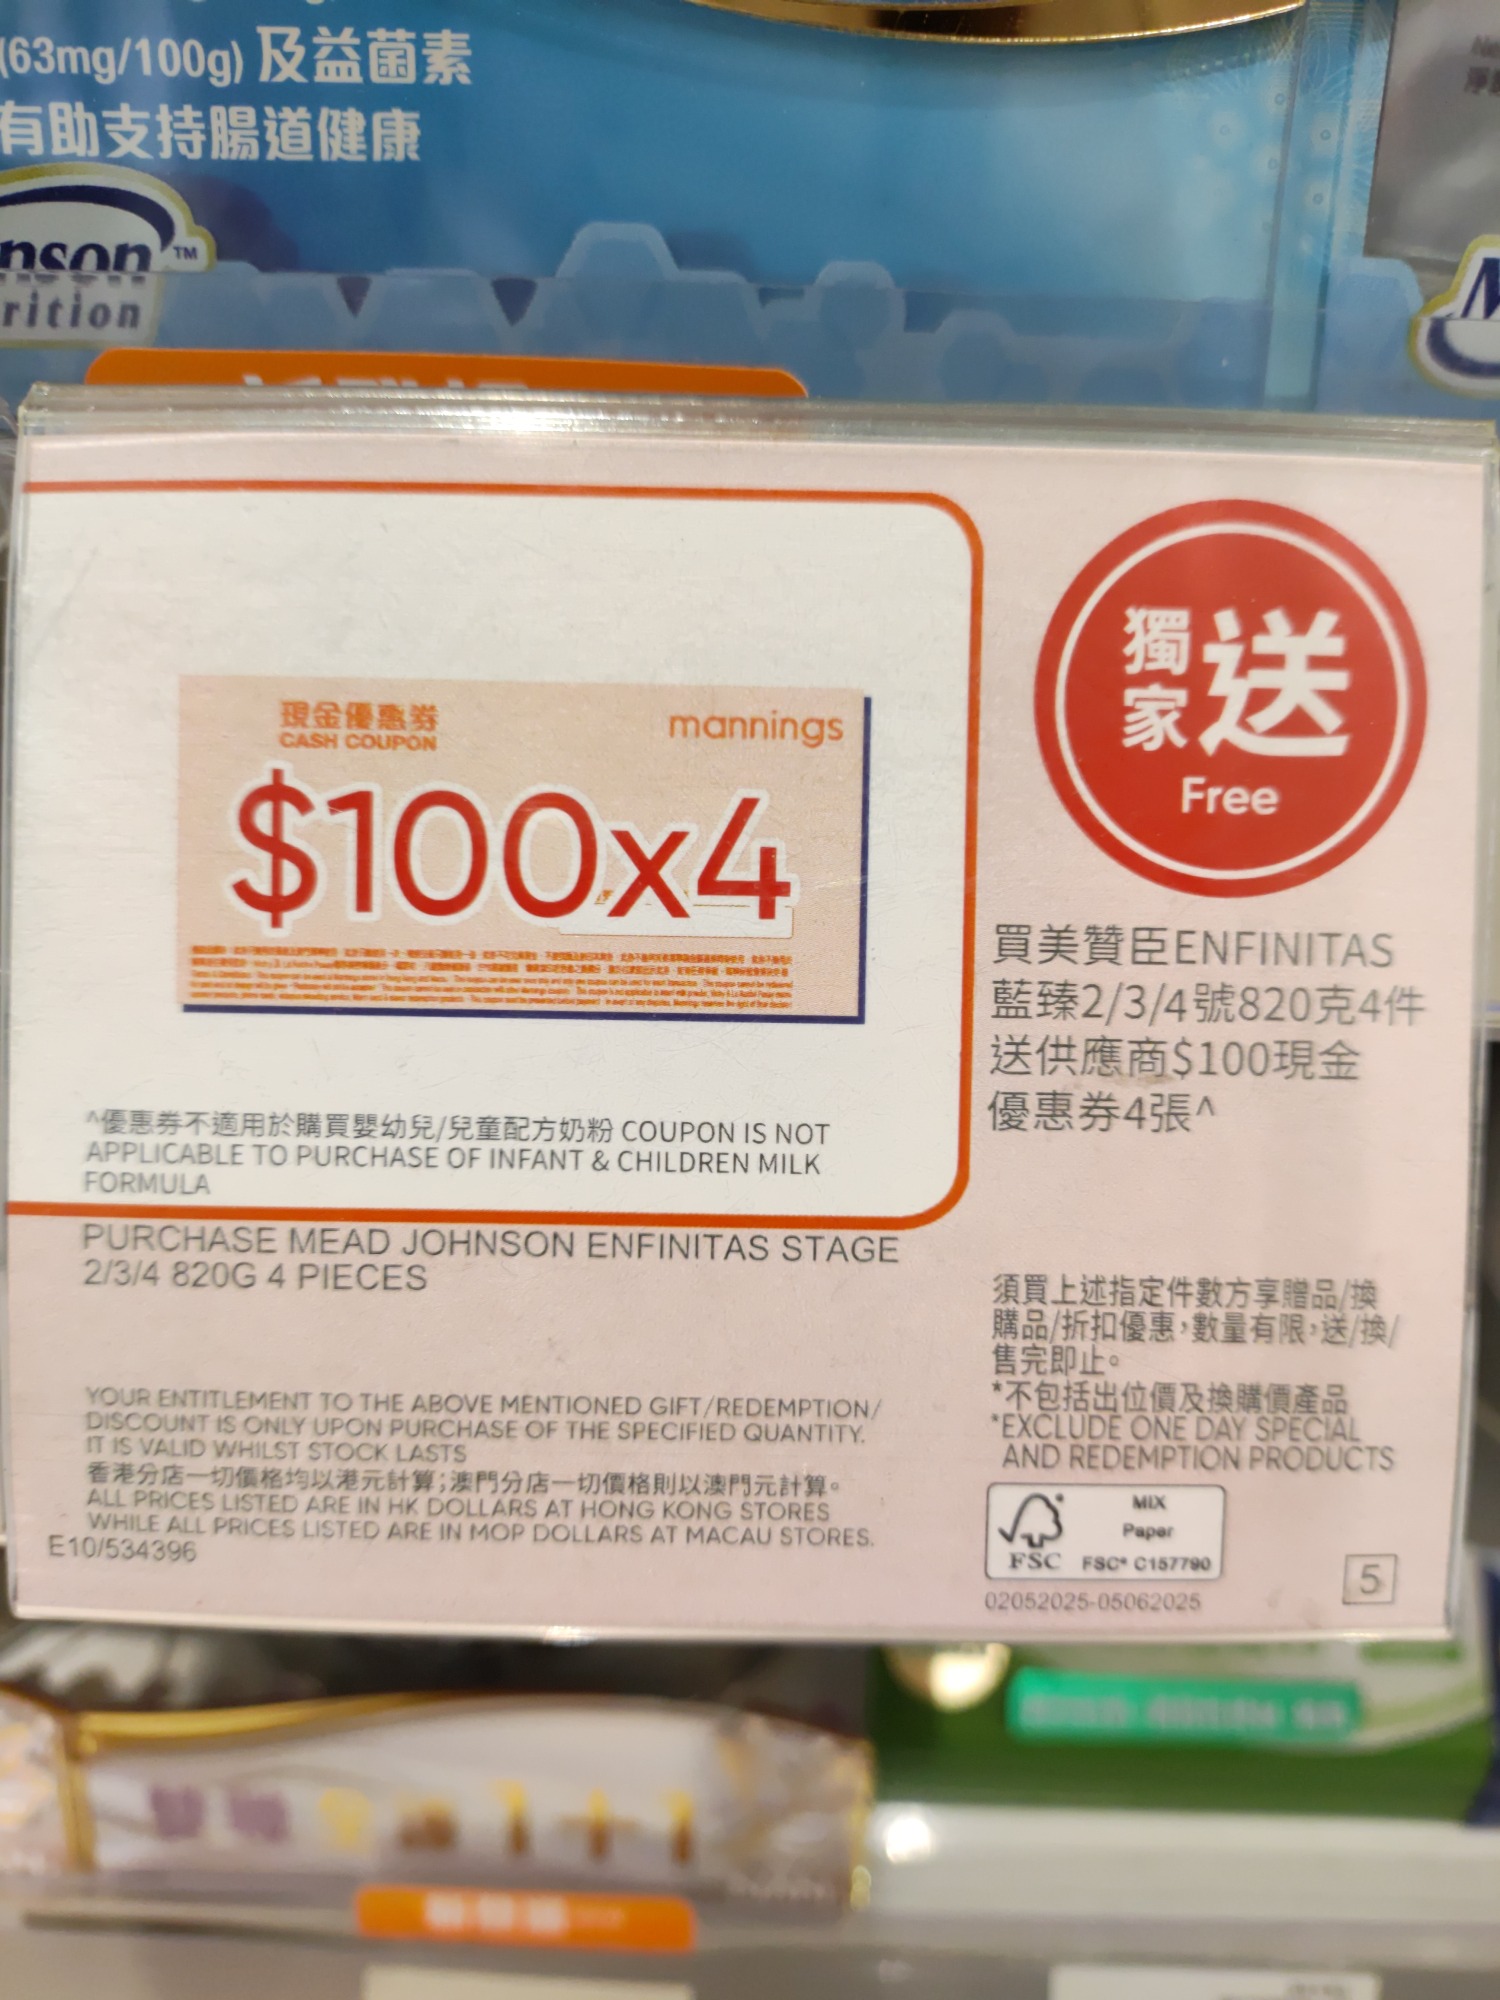 (63mg/100g) 及益菌素
有助支持腸道健康
nson TM
rition
現金優惠券
CASH COUPON
mannings
$100x4
獨家
送
Free
買美贊臣ENFINITAS
藍臻2/3/4號820克4件
送供應商$100現金
優惠券4張^
^優惠券不適用於購買嬰幼兒/兒童配方奶粉 COUPON IS NOT
APPLICABLE TO PURCHASE OF INFANT & CHILDREN MILK
FORMULA
PURCHASE MEAD JOHNSON ENFINITAS STAGE
2/3/4 820G 4 PIECES
須買上述指定件數方享贈品/換
購品/折扣優惠，數量有限，送/換/
售完即止。
*不包括出位價及換購價產品
*EXCLUDE ONE DAY SPECIAL
AND REDEMPTION PRODUCTS
YOUR ENTITLEMENT TO THE ABOVE MENTIONED GIFT/REDEMPTION/
DISCOUNT IS ONLY UPON PURCHASE OF THE SPECIFIED QUANTITY.
IT IS VALID WHILST STOCK LASTS
香港分店一切價格均以港元計算；澳門分店一切價格則以澳門元計算。
ALL PRICES LISTED ARE IN HK DOLLARS AT HONG KONG STORES
WHILE ALL PRICES LISTED ARE IN MOP DOLLARS AT MACAU STORES.
E10/534396
MIX
Paper
FSC FSC® C157790
02052025-05062025
5